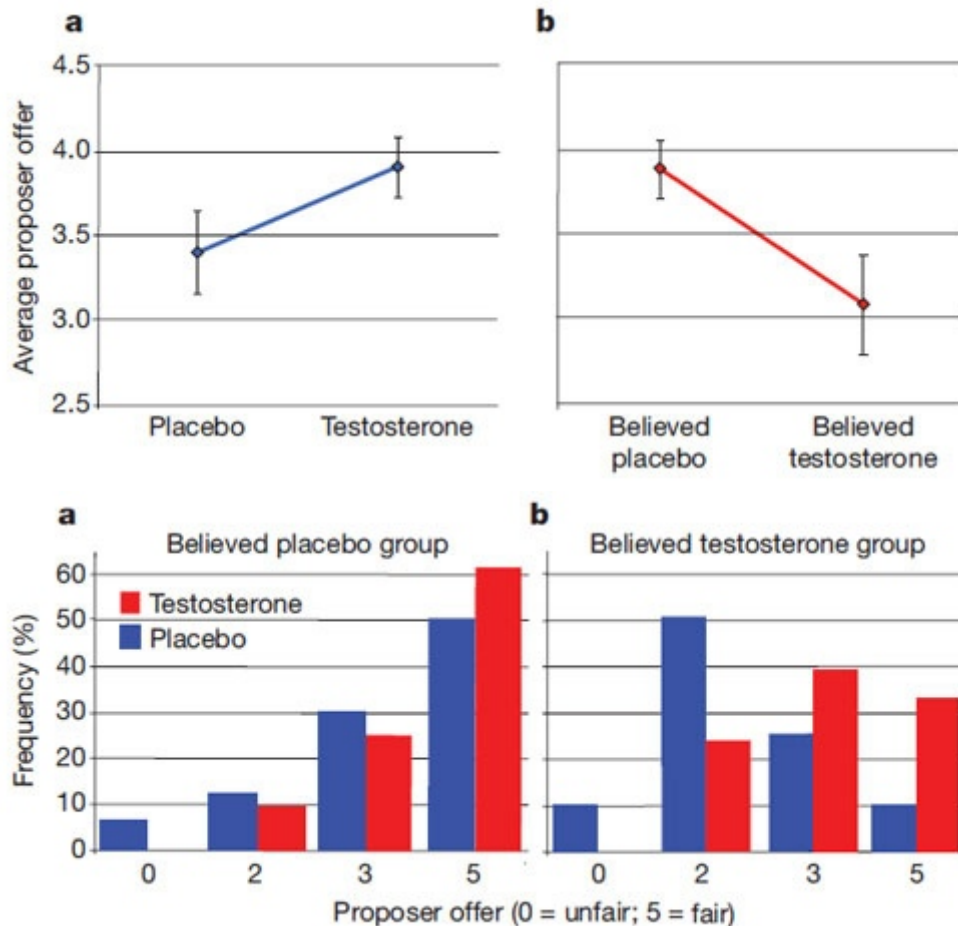 a
b
Average proposer offer
4.5
4.0
3.5
3.0
2.5
Placebo
Testosterone
Believed
placebo
Believed
testosterone
a
b
Believed placebo group
Believed testosterone group
Frequency (%)
60
50
40
30
20
10
0
Testosterone
Placebo
0
2
3
5
0
2
3
5
Proposer offer (0 = unfair; 5 = fair)